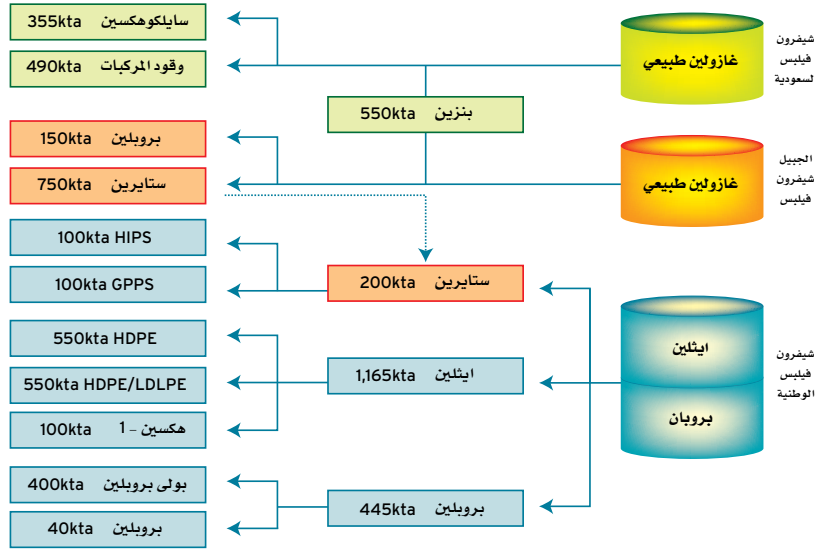 شيفرون
فيلبس
لسعودية
غازولين طبيعي
سايلكوهكسين 355kta
وقود المركبات 490kta
بنزين 550kta
الجبيل
شيفرون
فيلبس
غازولين طبيعي
بروبلين 150kta
ستايرين 750kta
شيفرون
فيلبس
الوطنية
ايثلين
بروبان
ستايرين 200kta
100kta HIPS
100kta GPPS
ايثلين 1,165kta
550kta HDPE
550kta HDPE/LDLPE
هكسين – 1 100kta
بروبلين 445kta
بولى بروبلين 400kta
بروبلين 40kta